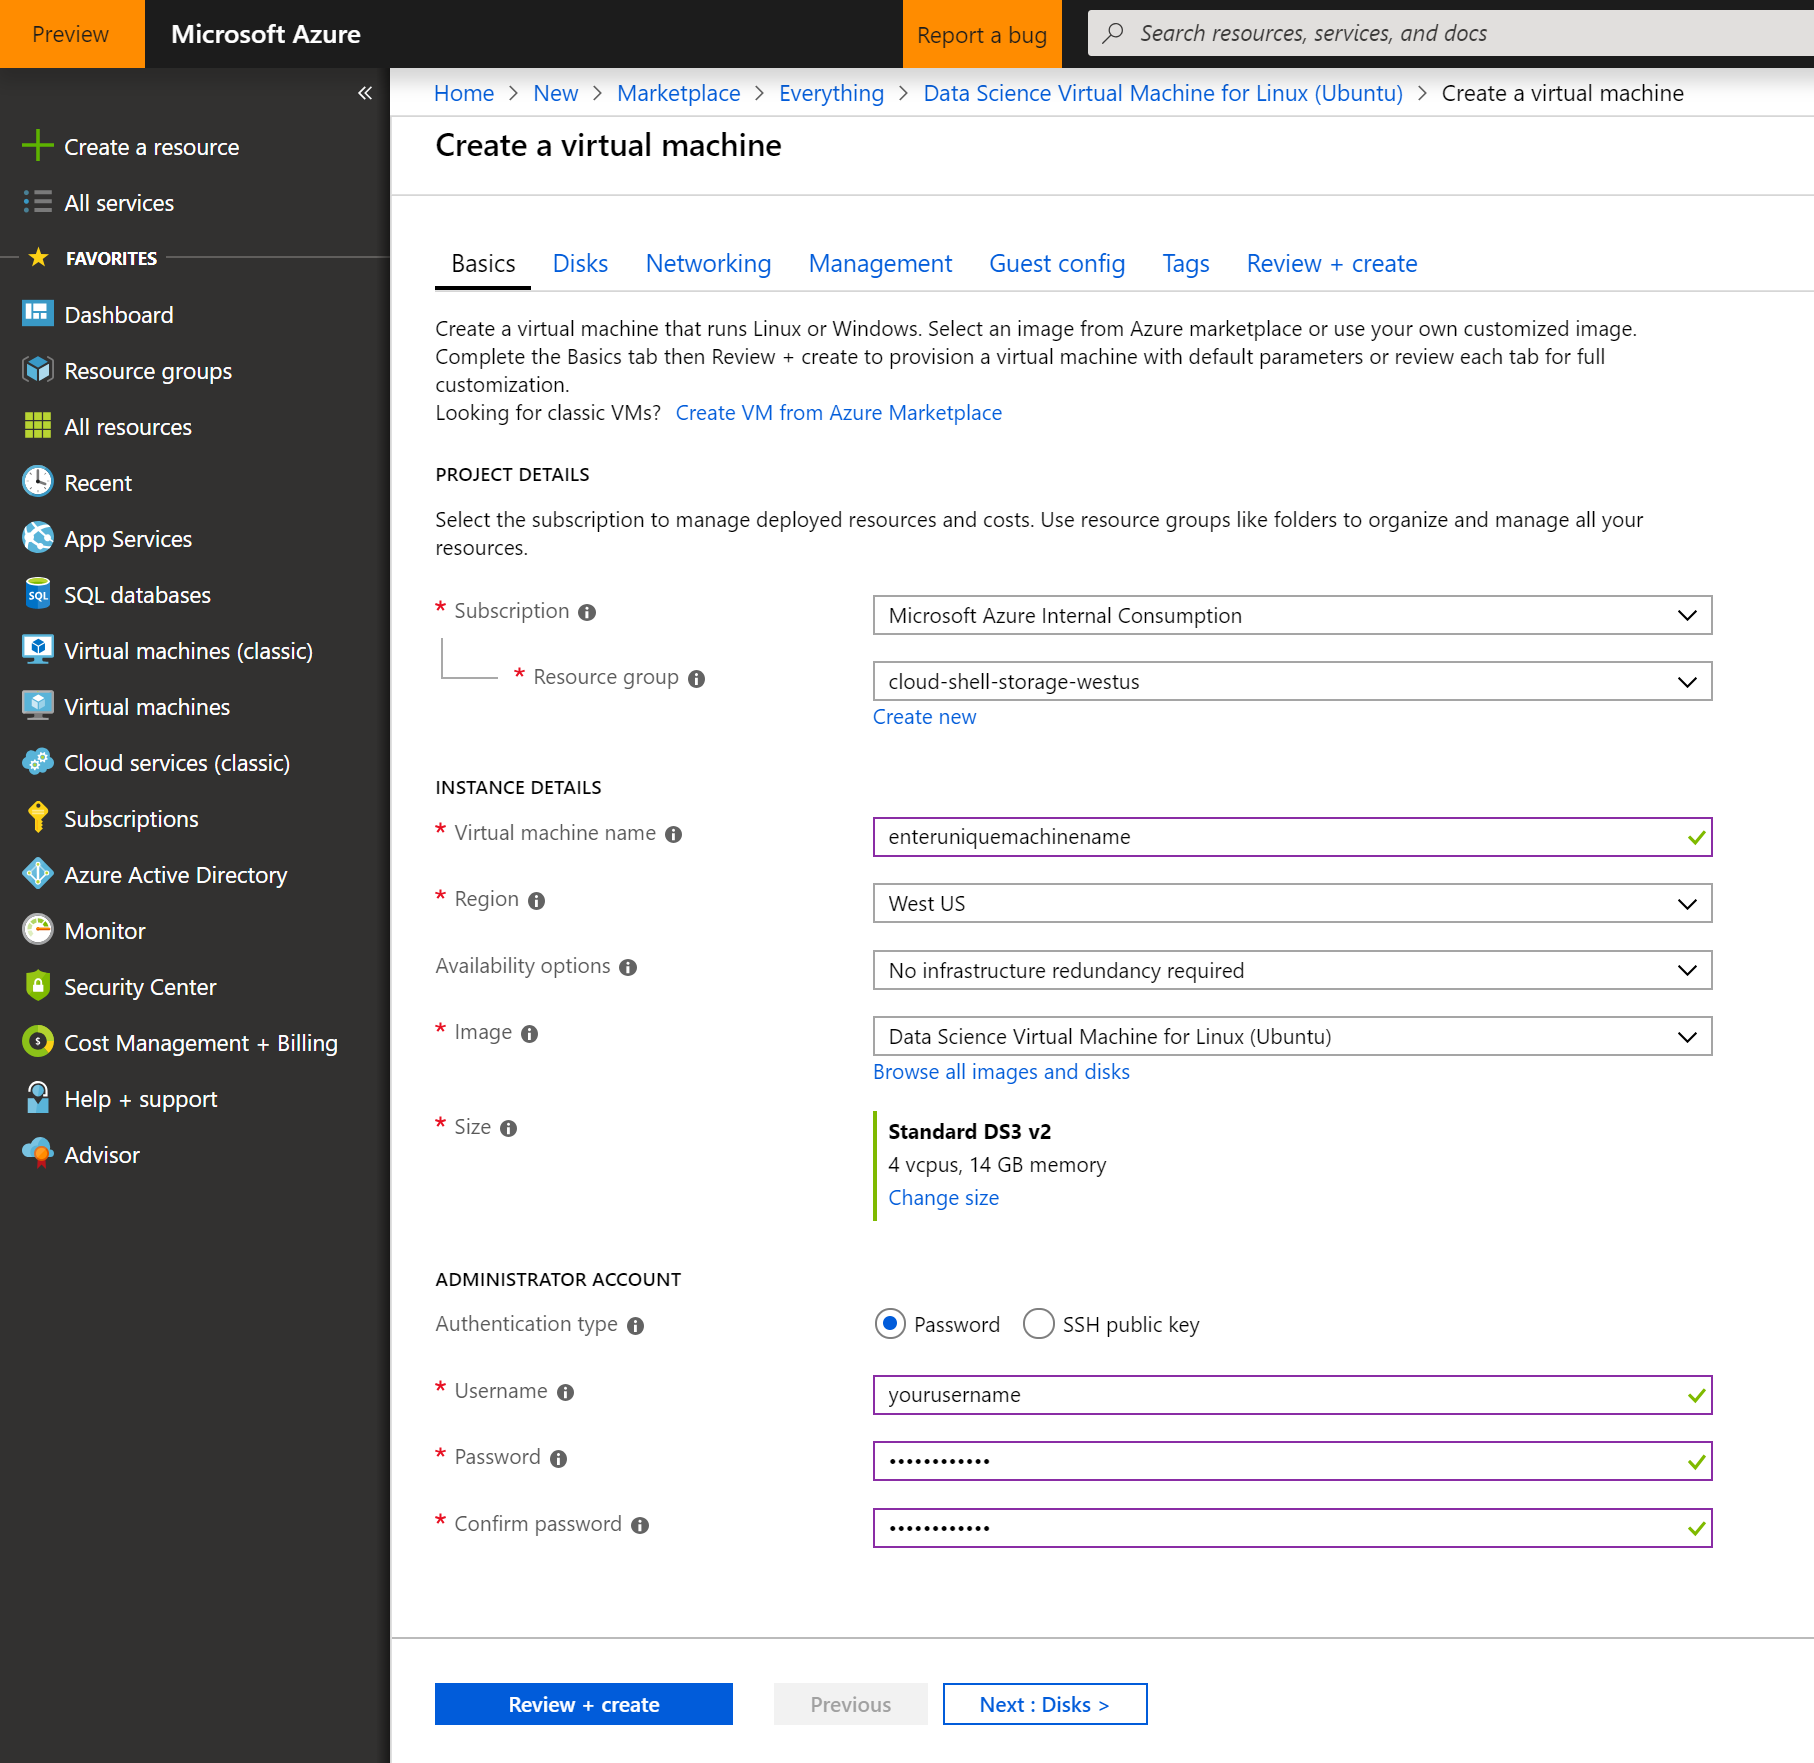 Preview
Microsoft Azure
Report a bug
Search resources, services, and docs
Home > New > Marketplace > Everything > Data Science Virtual Machine for Linux (Ubuntu) > Create a virtual machine
Create a virtual machine
Create a resource
All services
FAVORITES
Dashboard
Resource groups
All resources
Recent
App Services
SQL databases
Virtual machines (classic)
Virtual machines
Cloud services (classic)
Subscriptions
Azure Active Directory
Monitor
Security Center
Cost Management + Billing
Help + support
Advisor
Basics Disks Networking Management Guest config Tags Review + create
Create a virtual machine that runs Linux or Windows. Select an image from Azure marketplace or use your own customized image.
Complete the Basics tab then Review + create to provision a virtual machine with default parameters or review each tab for full
customization.
Looking for classic VMs? Create VM from Azure Marketplace
PROJECT DETAILS
Select the subscription to manage deployed resources and costs. Use resource groups like folders to organize and manage all your
resources.
* Subscription Microsoft Azure Internal Consumption
* Resource group cloud-shell-storage-westus
Create new
INSTANCE DETAILS
* Virtual machine name enteruniquemachinename
* Region West US
Availability options No infrastructure redundancy required
* Image Data Science Virtual Machine for Linux (Ubuntu)
Browse all images and disks
* Size Standard DS3 v2
4 vcpus, 14 GB memory
Change size
ADMINISTRATOR ACCOUNT
Authentication type Password SSH public key
* Username yourusername
* Password ••••••••••••
* Confirm password ••••••••••••
Review + create Previous Next : Disks >